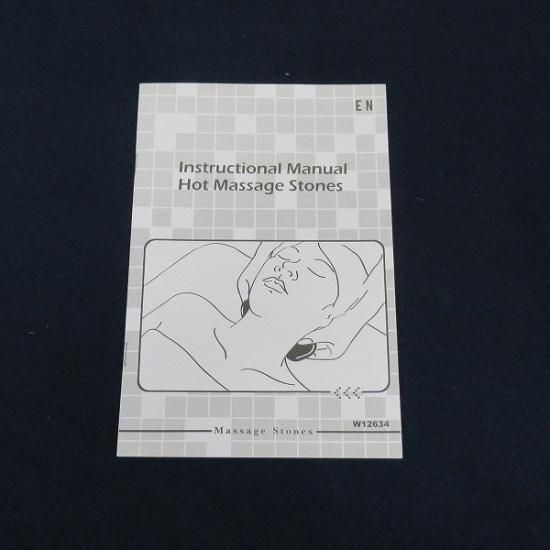 EN
Instructional Manual
Hot Massage Stones
W12634
Massage Stones